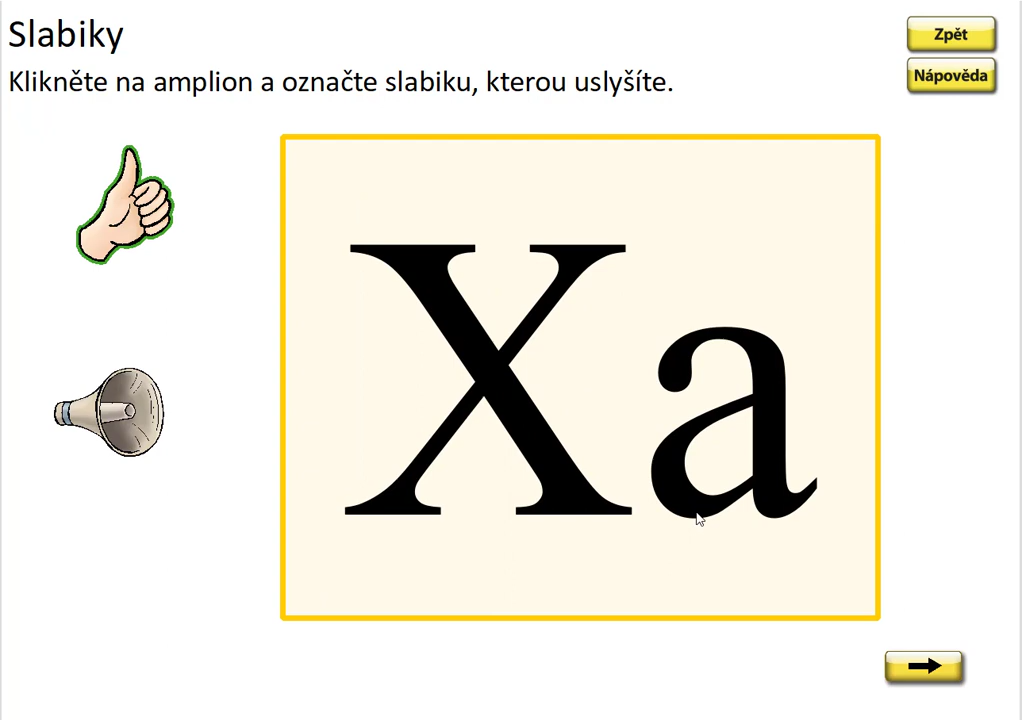 Slabiky
Zpět
Klikněte na amplion a označte slabiku, kterou uslyšíte.
Nápověda
Xa